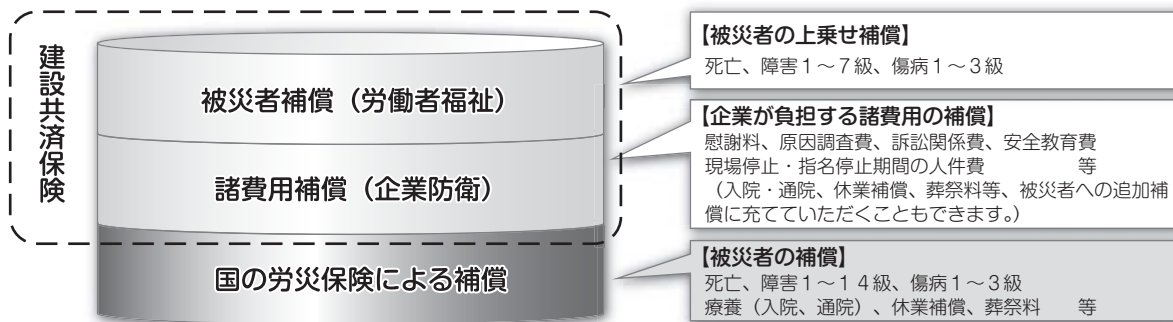 建設共済保険
被災者補償（労働者福祉）
諸費用補償（企業防衛）
国の労災保険による補償
【被災者の上乗せ補償】
死亡、障害１～７級、傷病１～３級
【企業が負担する諸費用の補償】
慰謝料、原因調査費、訴訟関係費、安全教育費
現場停止・指名停止期間の人件費　　　　　等
（入院・通院、休業補償、葬祭料等、被災者への追加補
償に充てていただくこともできます。）
【被災者の補償】
死亡、障害１～１４級、傷病１～３級
療養（入院、通院）、休業補償、葬祭料　　等